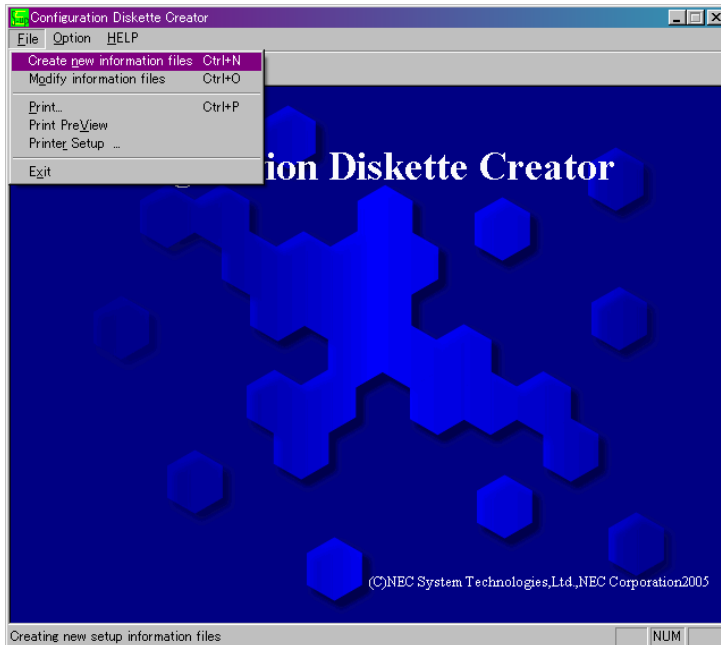 Configuration Diskette Creator
File Option HELP
Create new information files Ctrl+N
Modify information files Ctrl+O
Print... Ctrl+P
Print PreView
Printer Setup ...
Exit
ion Diskette Creator
(C)NEC System Technologies,Ltd.,NEC Corporation2005
Creating new setup information files
NUM